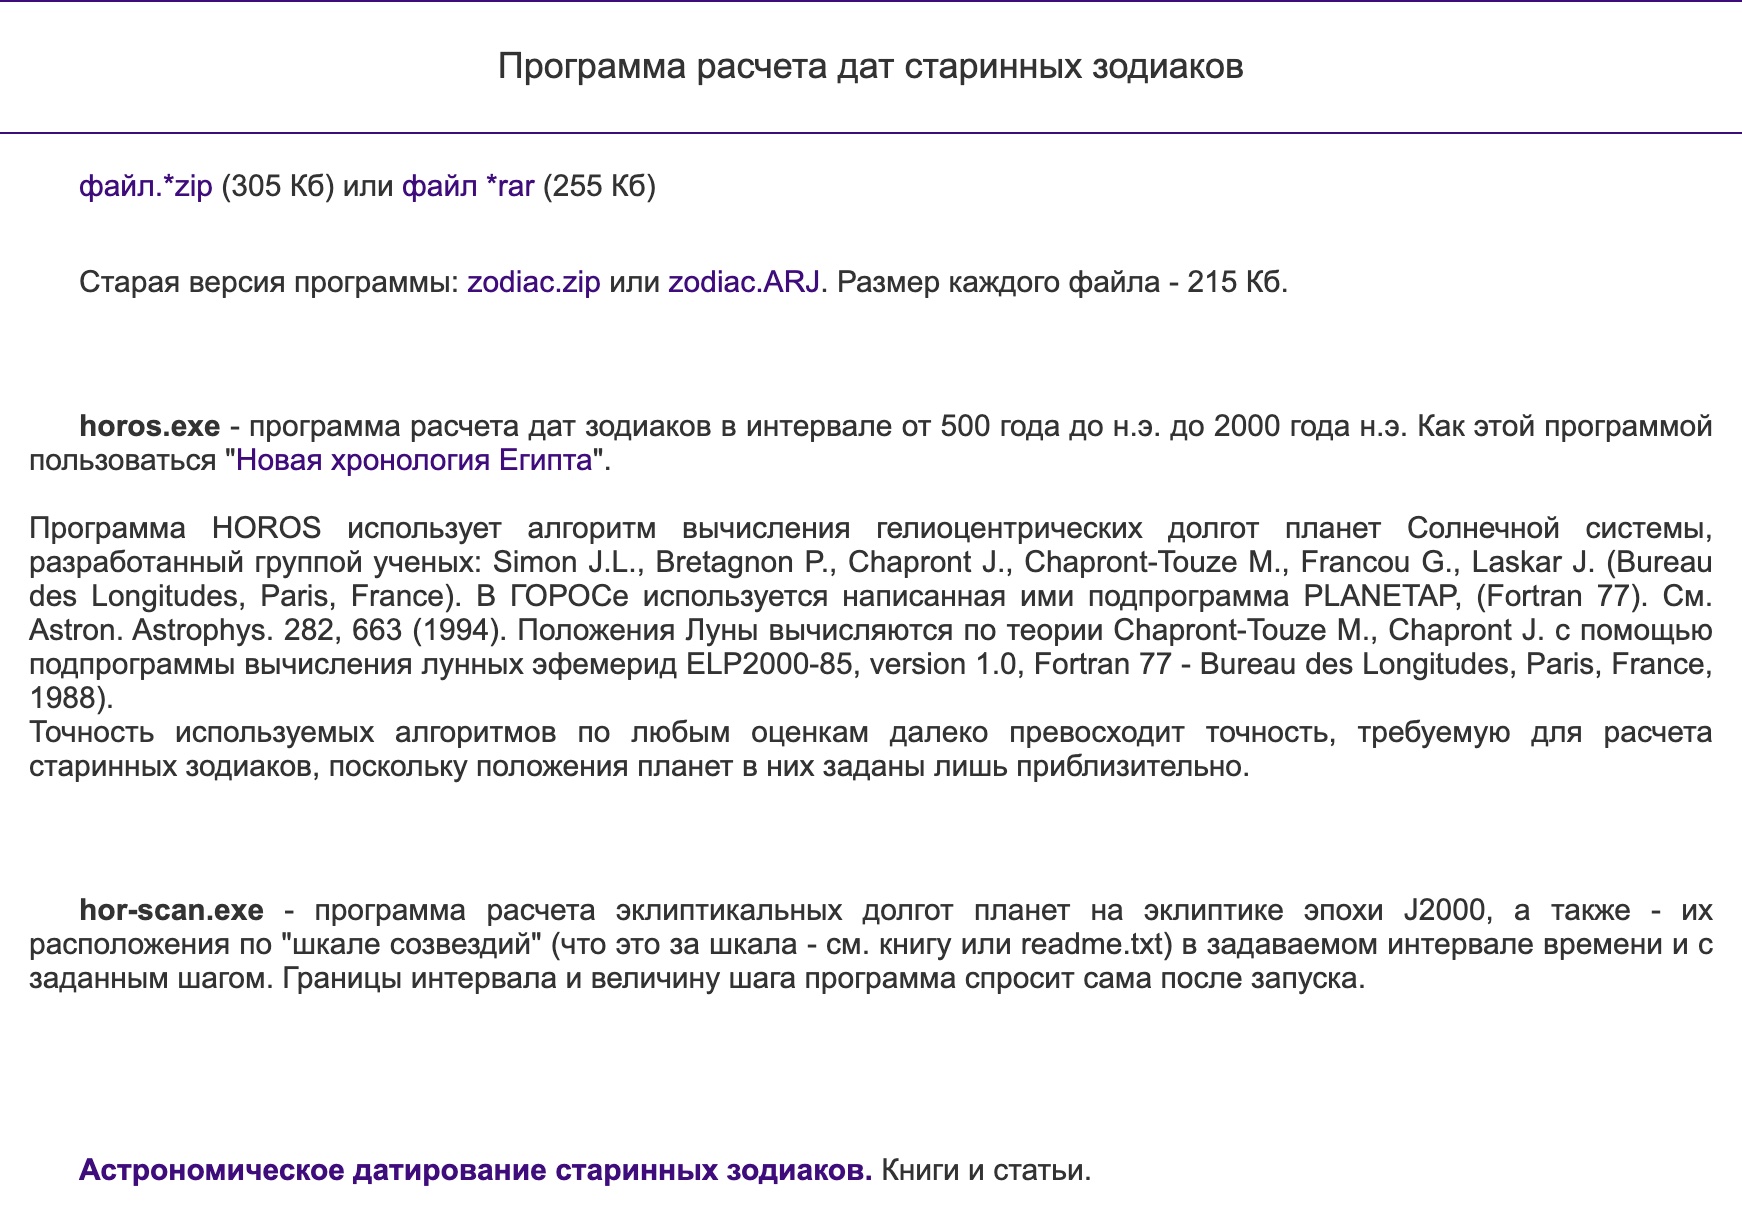 Программа расчета дат старинных зодиаков
файл.*zip (305 Кб) или файл *rar (255 Кб)
Старая версия программы: zodiac.zip или zodiac.ARJ. Размер каждого файла - 215 Кб.
horos.exe - программа расчета дат зодиаков в интервале от 500 года до н.э. до 2000 года н.э. Как этой программой
пользоваться "Новая хронология Египта".
Программа HOROS использует алгоритм вычисления гелиоцентрических долгот планет Солнечной системы,
разработанный группой ученых: Simon J.L., Bretagnon P., Chapront J., Chapront-Touze M., Francou G., Laskar J. (Bureau
des Longitudes, Paris, France). В ГОРОСе используется написанная ими подпрограмма PLANETAP, (Fortran 77). См.
Astron. Astrophys. 282, 663 (1994). Положения Луны вычисляются по теории Chapront-Touze M., Chapront J. с помощью
подпрограммы вычисления лунных эфемерид ELP2000-85, version 1.0, Fortran 77 - Bureau des Longitudes, Paris, France,
1988).
Точность используемых алгоритмов по любым оценкам далеко превосходит точность, требуемую для расчета
старинных зодиаков, поскольку положения планет в них заданы лишь приблизительно.
hor-scan.exe - программа расчета эклиптикальных долгот планет на эклиптике эпохи J2000, а также - их
расположения по "шкале созвездий" (что это за шкала - см. книгу или readme.txt) в задаваемом интервале времени и с
заданным шагом. Границы интервала и величину шага программа спросит сама после запуска.
Астрономическое датирование старинных зодиаков. Книги и статьи.